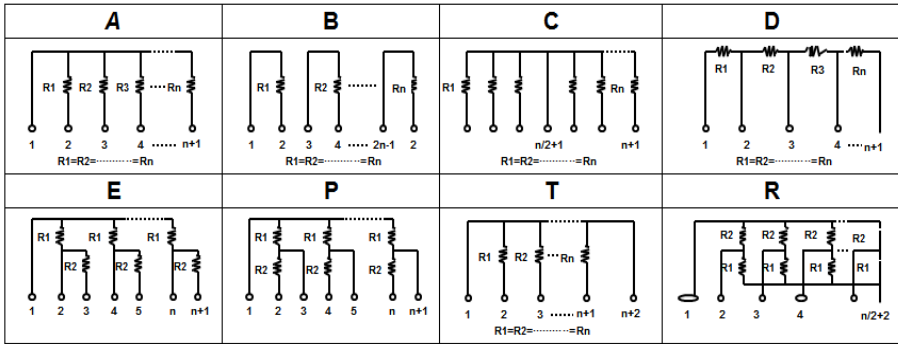 A
B
C
D
R1 R2 R3 ····· Rn
1 2 3 4 ······ n+1
R1=R2=··········=Rn
R1 R2 ····· Rn
1 2 3 4 ····· 2n-1 2
R1=R2=··········=Rn
R1 Rn
1 n/2+1 n+1
R1=R2=··········=Rn
R1 R2 R3 Rn
1 2 3 4 ····· n+1
R1=R2=··········=Rn
E
P
T
R
R1 R1 R1
R2 R2 R2
1 2 3 4 5 n n+1
R1 R1 R1
R2 R2 R2
1 2 3 4 5 n n+1
R1 R2 ····· Rn
1 2 3 ····· n+1 n+2
R1=R2=··········=Rn
R2 R2 ··· R2
R1 R1 R1 R1
1 2 3 4 n/2+2